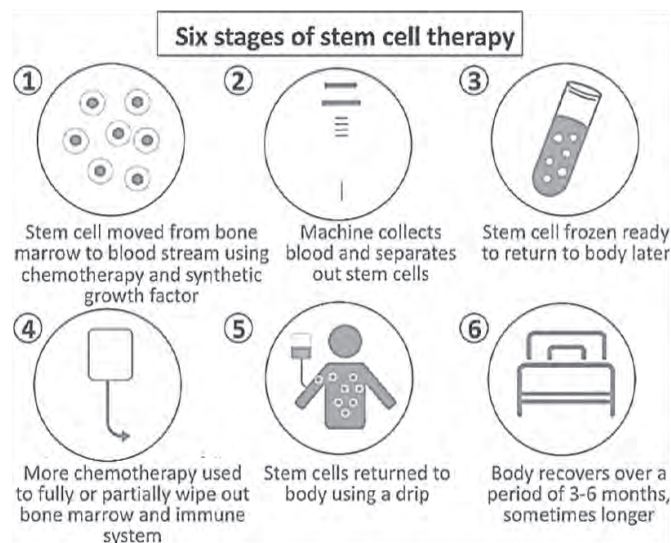 Six stages of stem cell therapy
1
Stem cell moved from bone
marrow to blood stream using
chemotherapy and synthetic
growth factor
2
Machine collects
blood and separates
out stem cells
3
Stem cell frozen ready
to return to body later
4
More chemotherapy used
to fully or partially wipe out
bone marrow and immune
system
5
Stem cells returned to
body using a drip
6
Body recovers over a
period of 3-6 months,
sometimes longer